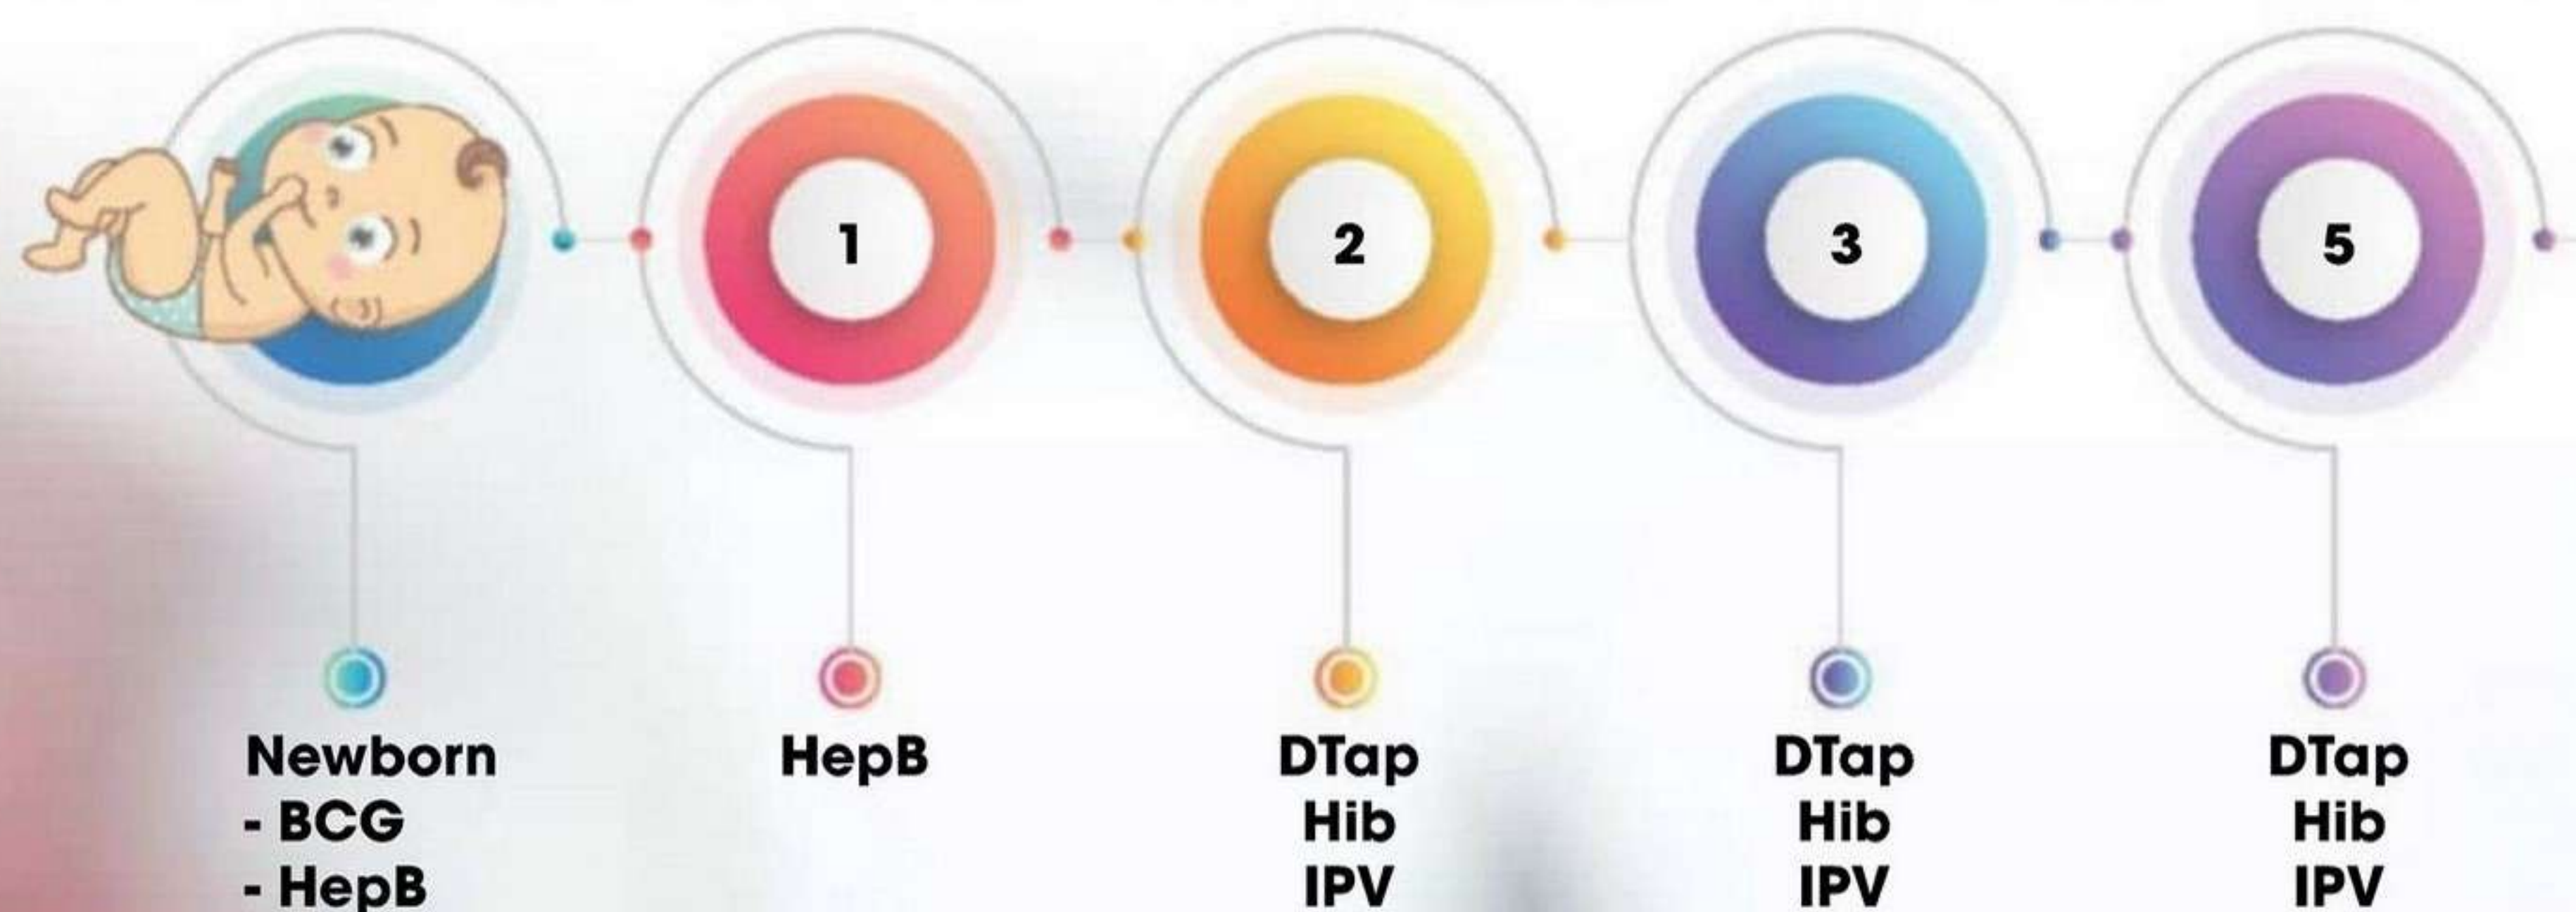 1
2
3
5
Newborn
- BCG
- HepB
HepB
DTap
Hib
IPV
DTap
Hib
IPV
DTap
Hib
IPV